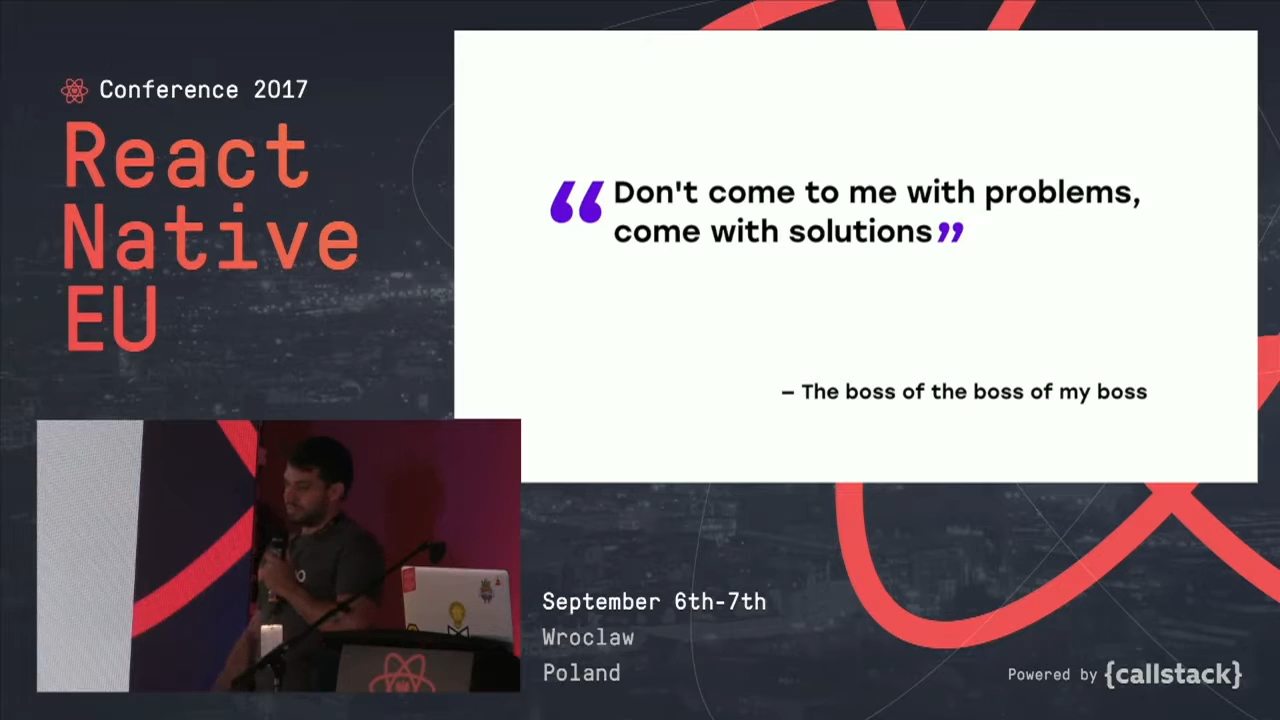 Conference 2017
React
Native
EU
“Don't come to me with problems,
come with solutions”
– The boss of the boss of my boss
September 6th-7th
Wroclaw
Poland
Powered by {callstack}